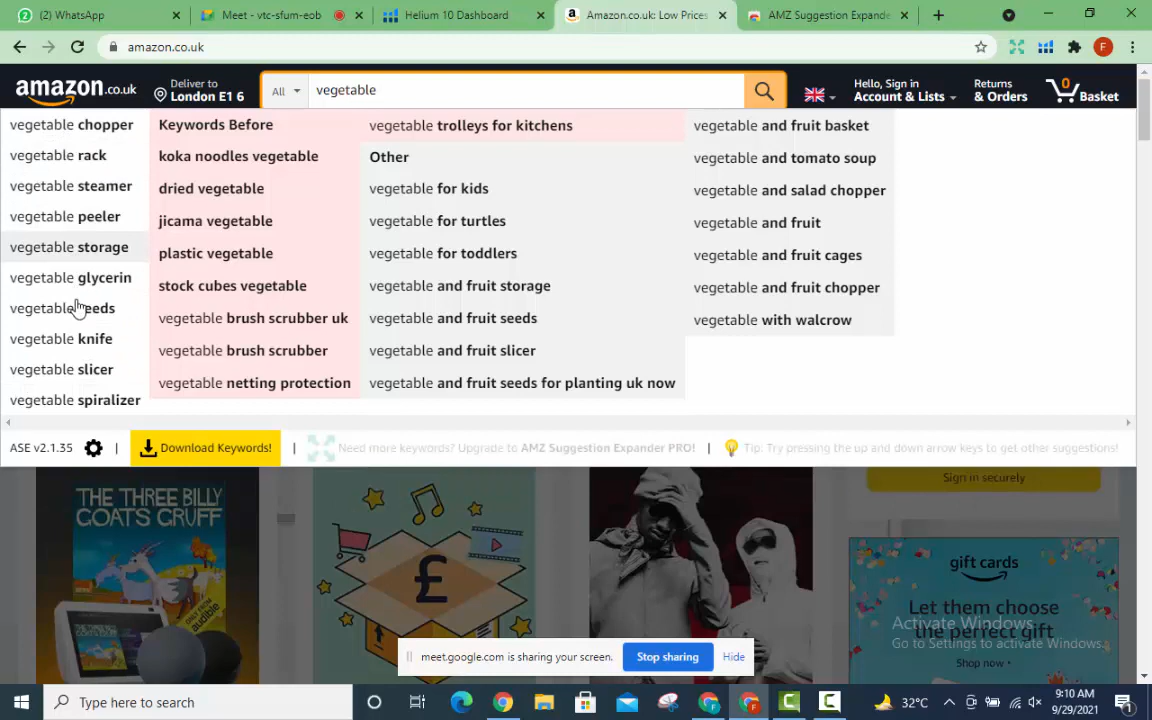 (2) WhatsApp
Meet - vtc-sfum-eob
Helium 10 Dashboard
Amazon.co.uk: Low Prices
AMZ Suggestion Expande
amazon.co.uk
F
amazon.co.uk
Deliver to
London E1 6
All
vegetable
Hello, Sign in
Account & Lists
Returns
& Orders
0
Basket
vegetable chopper
vegetable rack
vegetable steamer
vegetable peeler
vegetable storage
vegetable glycerin
vegetable eeds
vegetable knife
vegetable slicer
vegetable spiralizer
Keywords Before
koka noodles vegetable
dried vegetable
jicama vegetable
plastic vegetable
stock cubes vegetable
vegetable brush scrubber uk
vegetable brush scrubber
vegetable netting protection
vegetable trolleys for kitchens
Other
vegetable for kids
vegetable for turtles
vegetable for toddlers
vegetable and fruit storage
vegetable and fruit seeds
vegetable and fruit slicer
vegetable and fruit seeds for planting uk now
vegetable and fruit basket
vegetable and tomato soup
vegetable and salad chopper
vegetable and fruit
vegetable and fruit cages
vegetable and fruit chopper
vegetable with walcrow
ASE v2.1.35
|
Download Keywords!
|
Need more keywords? Upgrade to AMZ Suggestion Expander PRO!
|
Tip: Try pressing the up and down arrow keys to get other suggestions!
THE THREE BILLY
GOATS GRUFF
ONLY FROM
audible
£
Sign in securely
gift cards
amazon
Let them choose
the perfect gift
Shop now
Activate Windows
Go to Settings to activate Windows.
meet.google.com is sharing your screen.
Stop sharing
Hide
Type here to search
32°C
9:10 AM
9/29/2021
1